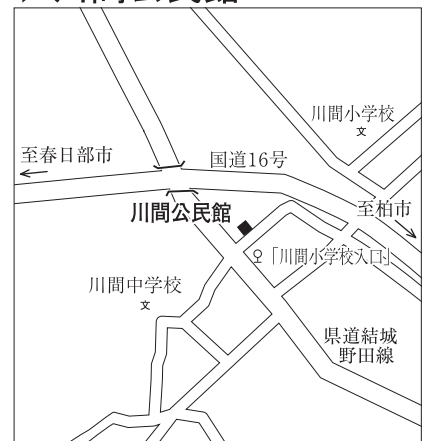 川間小学校
文
至春日部市
国道16号
至柏市
川間公民館
「川間小学校入口」
川間中学校
文
県道結城
野田線